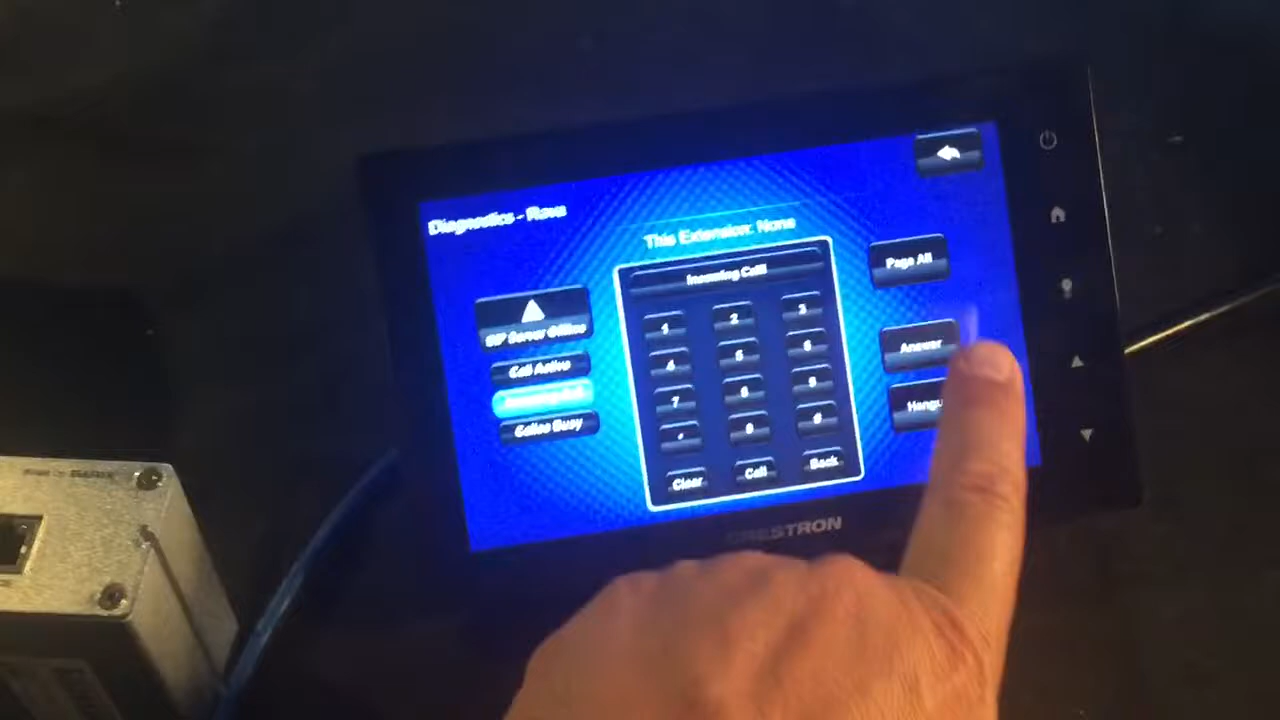 Diagnostics - Rava
This Extension: None
Incoming Call!
Page All
SIP Server Offline
1
2
3
4
5
6
Answer
Call Active
7
8
9
Callee Busy
0
#
Clear
Call
Back
CRESTRON